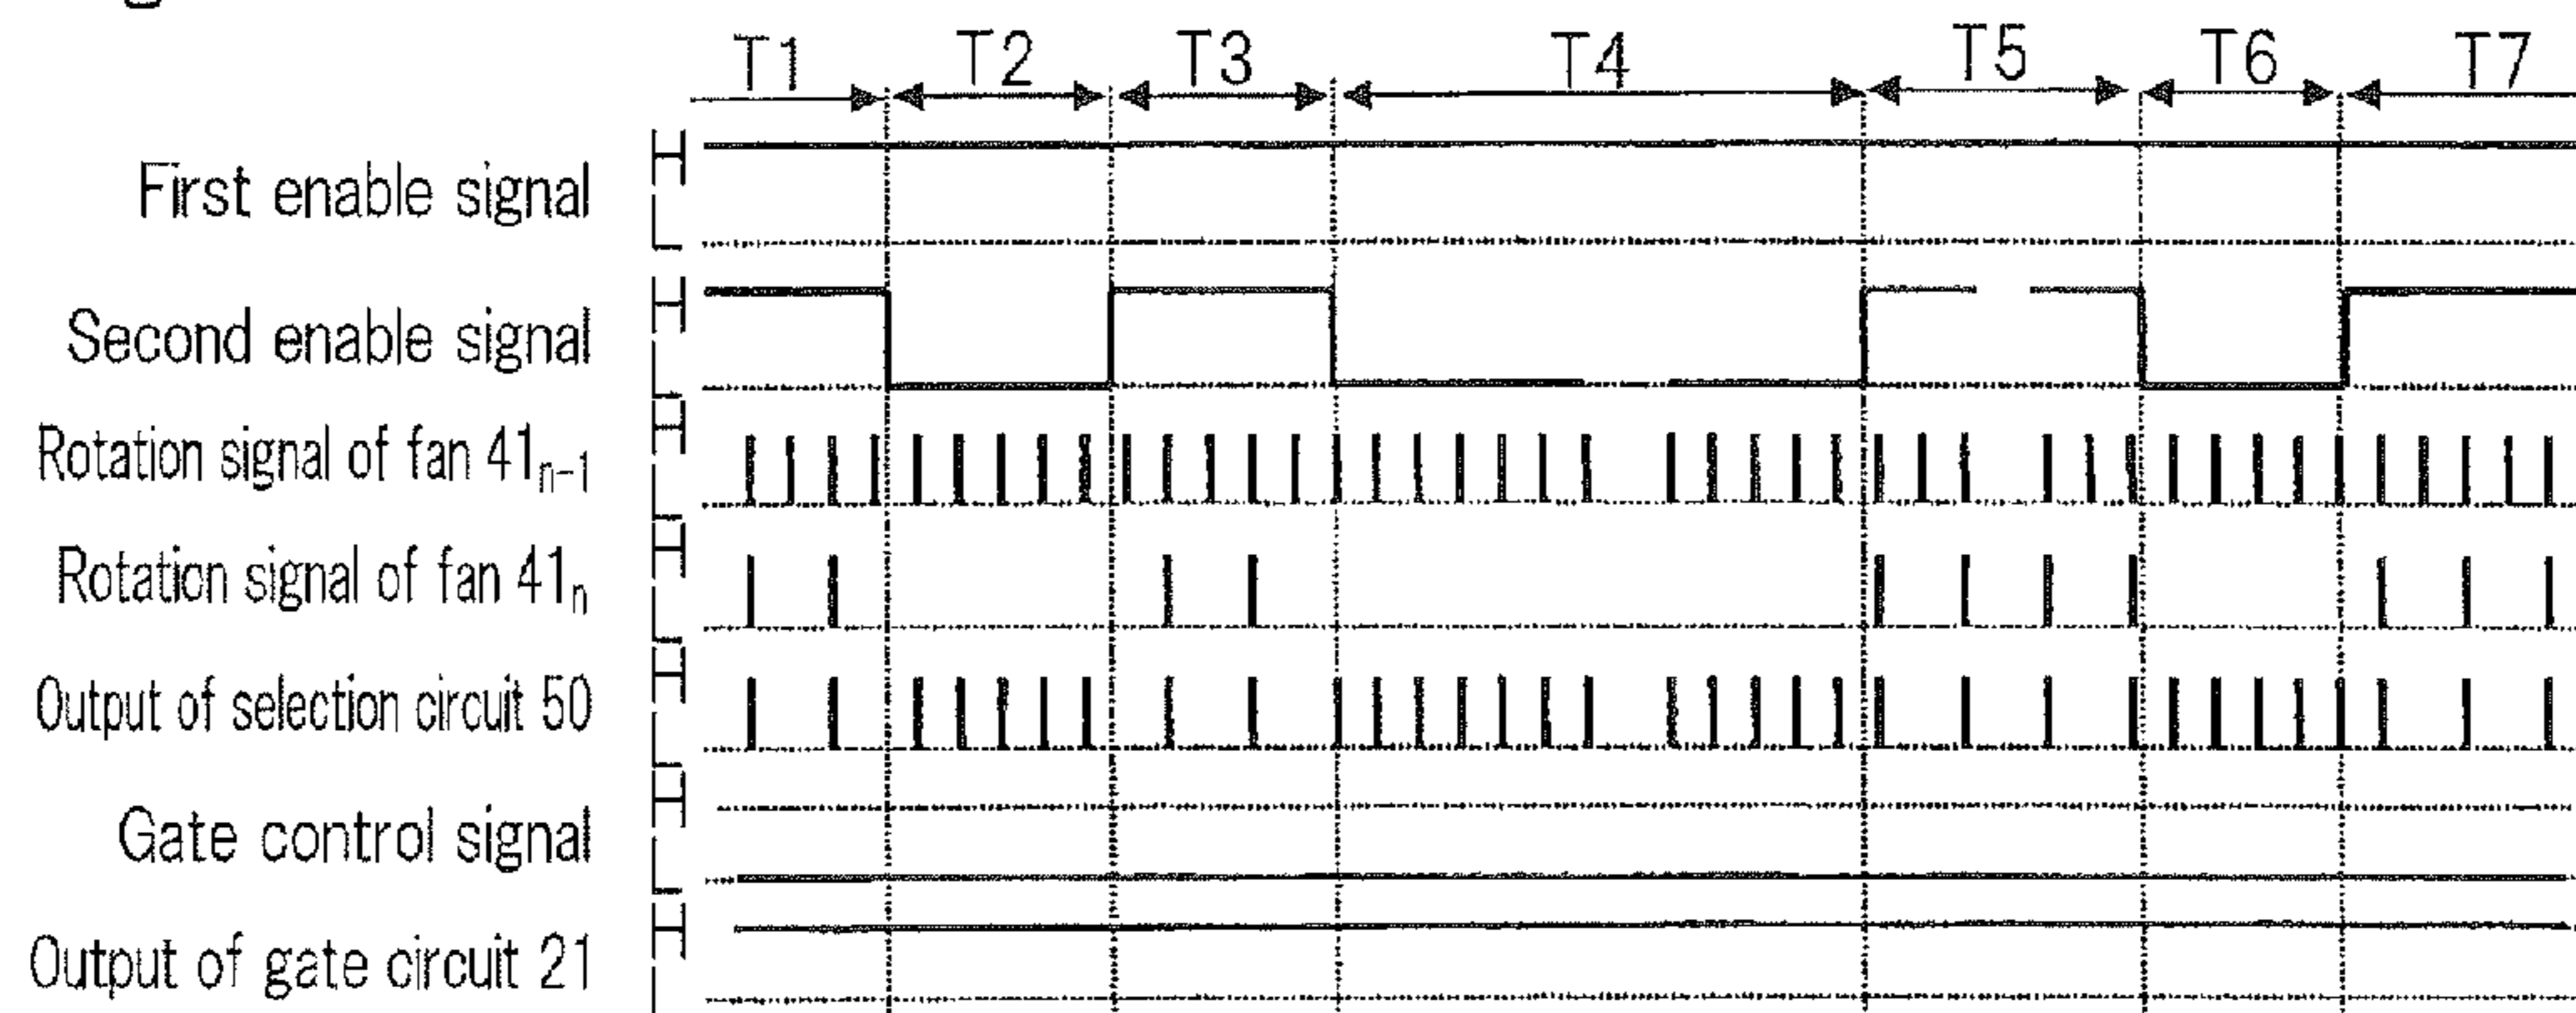 T1 T2 T3 T4 T5 T6 T7
First enable signal H L
Second enable signal H L
Rotation signal of fan 41n-1 H L
Rotation signal of fan 41n H L
Output of selection circuit 50 H L
Gate control signal H L
Output of gate circuit 21 H